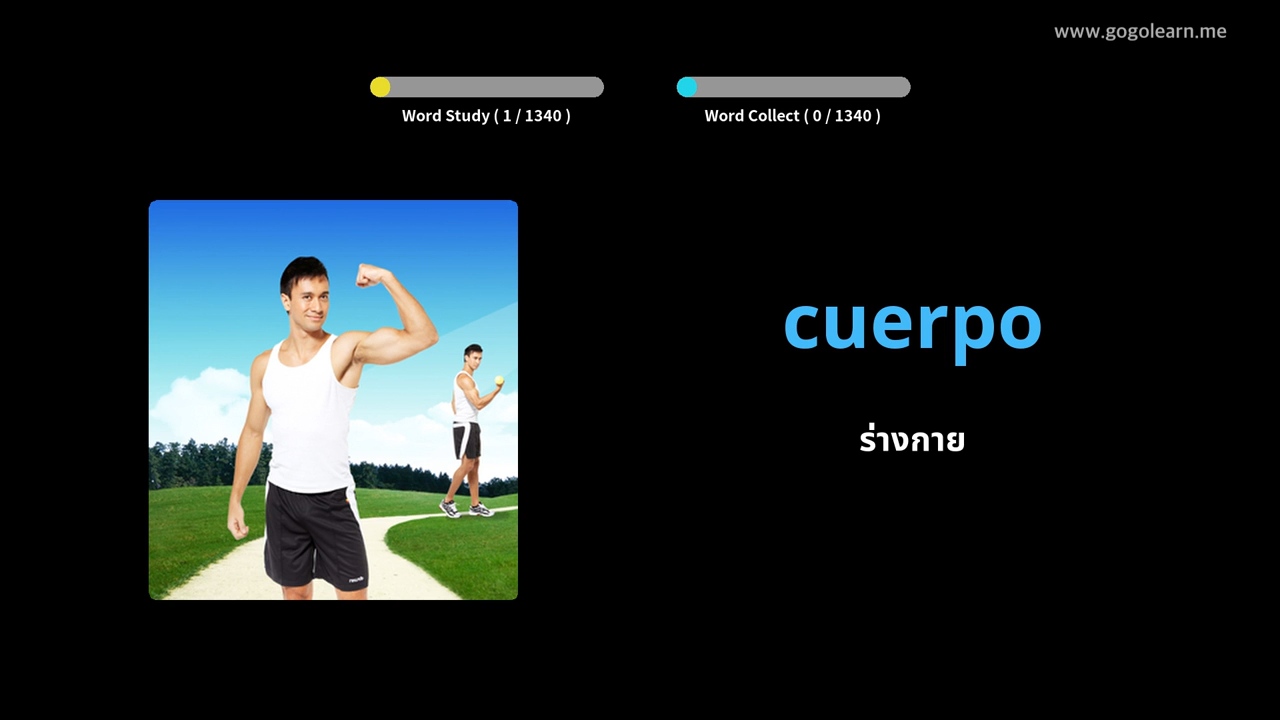 www.gogolearn.me
Word Study ( 1 / 1340 )
Word Collect ( 0 / 1340 )
cuerpo
ร่างกาย